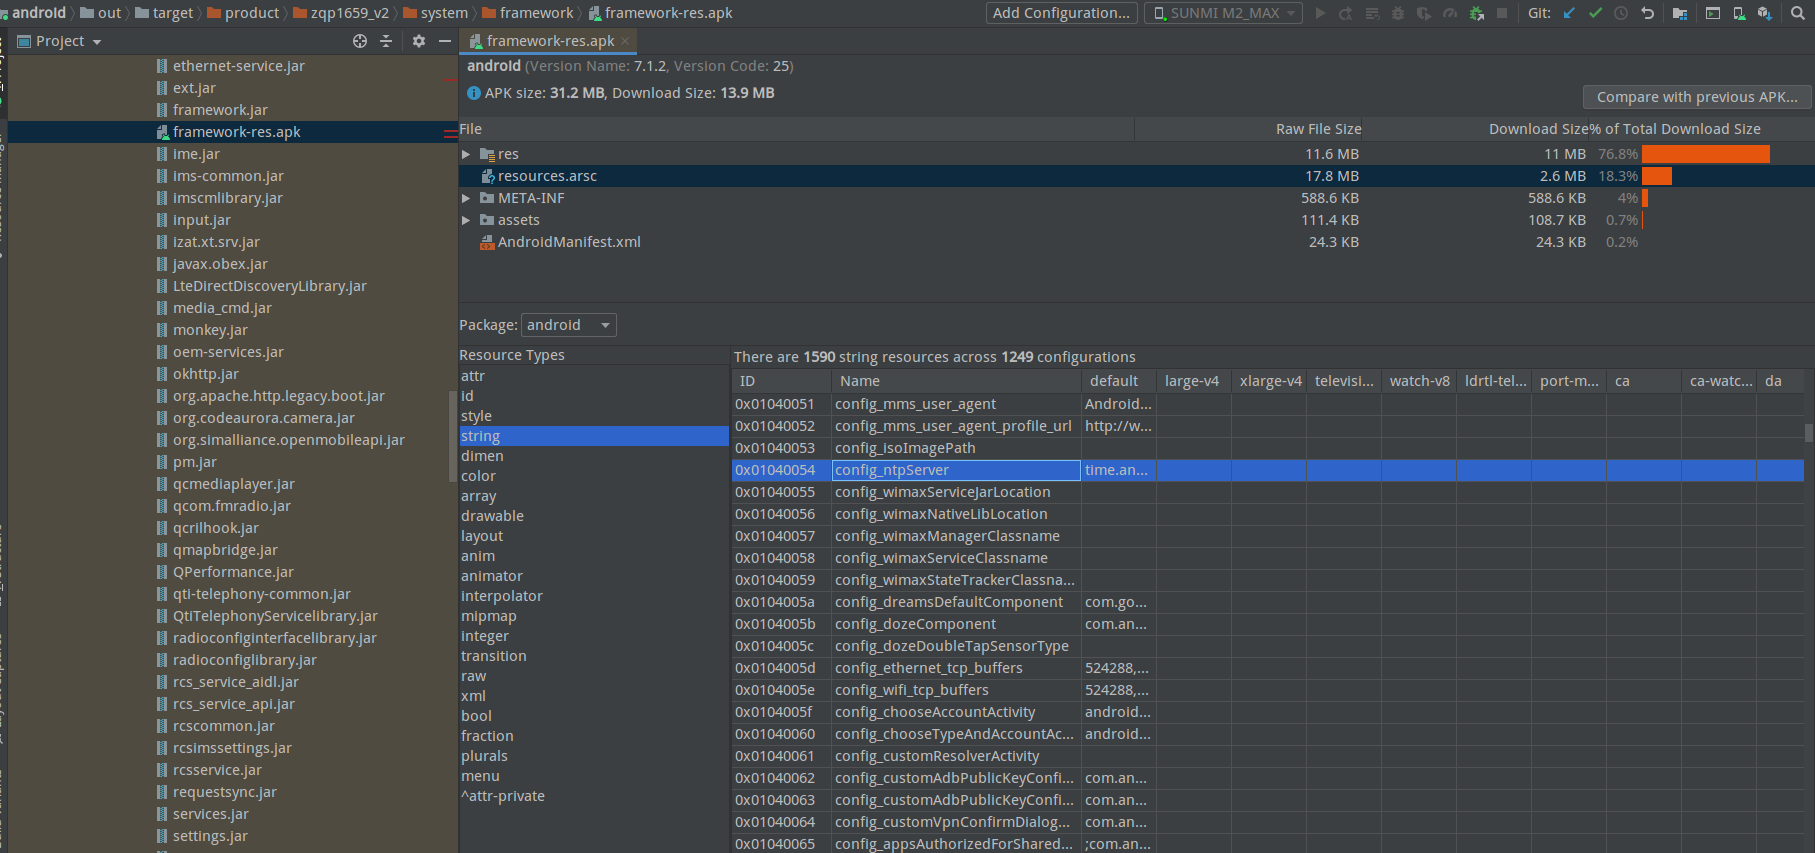 android out target product zqp1659_v2 system framework framework-res.apk Add Configuration... SUNMI M2_MAX Git:
Project
framework-res.apk
ethernet-service.jar
ext.jar
framework.jar
framework-res.apk
ime.jar
ims-common.jar
imscmlibrary.jar
input.jar
izat.xt.srv.jar
javax.obex.jar
LteDirectDiscoveryLibrary.jar
media_cmd.jar
monkey.jar
oem-services.jar
okhttp.jar
org.apache.http.legacy.boot.jar
org.codeaurora.camera.jar
org.simalliance.openmobileapi.jar
pm.jar
qcmediaplayer.jar
qcom.fmradio.jar
qcrilhook.jar
qmapbridge.jar
QPerformance.jar
qti-telephony-common.jar
QtiTelephonyServicelibrary.jar
radioconfiginterfacelibrary.jar
radioconfiglibrary.jar
rcs_service_aidl.jar
rcs_service_api.jar
rcscommon.jar
rcsimssettings.jar
rcsservice.jar
requestsync.jar
services.jar
settings.jar
android (Version Name: 7.1.2, Version Code: 25)
APK size: 31.2 MB, Download Size: 13.9 MB
Compare with previous APK...
File Raw File Size Download Size % of Total Download Size
res 11.6 MB 11 MB 76.8%
resources.arsc 17.8 MB 2.6 MB 18.3%
META-INF 588.6 KB 588.6 KB 4%
assets 111.4 KB 108.7 KB 0.7%
AndroidManifest.xml 24.3 KB 24.3 KB 0.2%
Package: android
Resource Types
attr
id
style
string
dimen
color
array
drawable
layout
anim
animator
interpolator
mipmap
integer
transition
raw
xml
bool
fraction
plurals
menu
^attr-private
There are 1590 string resources across 1249 configurations
ID Name default large-v4 xlarge-v4 televisi... watch-v8 ldrtl-tel... port-m... ca ca-watc... da
0x01040051 config_mms_user_agent Android...
0x01040052 config_mms_user_agent_profile_url http://w...
0x01040053 config_isoImagePath
0x01040054 config_ntpServer time.an...
0x01040055 config_wimaxServiceJarLocation
0x01040056 config_wimaxNativeLibLocation
0x01040057 config_wimaxManagerClassname
0x01040058 config_wimaxServiceClassname
0x01040059 config_wimaxStateTrackerClassna...
0x0104005a config_dreamsDefaultComponent com.go...
0x0104005b config_dozeComponent com.an...
0x0104005c config_dozeDoubleTapSensorType
0x0104005d config_ethernet_tcp_buffers 524288,...
0x0104005e config_wifi_tcp_buffers 524288,...
0x0104005f config_chooseAccountActivity android...
0x01040060 config_chooseTypeAndAccountAc... android...
0x01040061 config_customResolverActivity
0x01040062 config_customAdbPublicKeyConfi... com.an...
0x01040063 config_customAdbPublicKeyConfi... com.an...
0x01040064 config_customVpnConfirmDialog... com.an...
0x01040065 config_appsAuthorizedForShared... ;com.an...